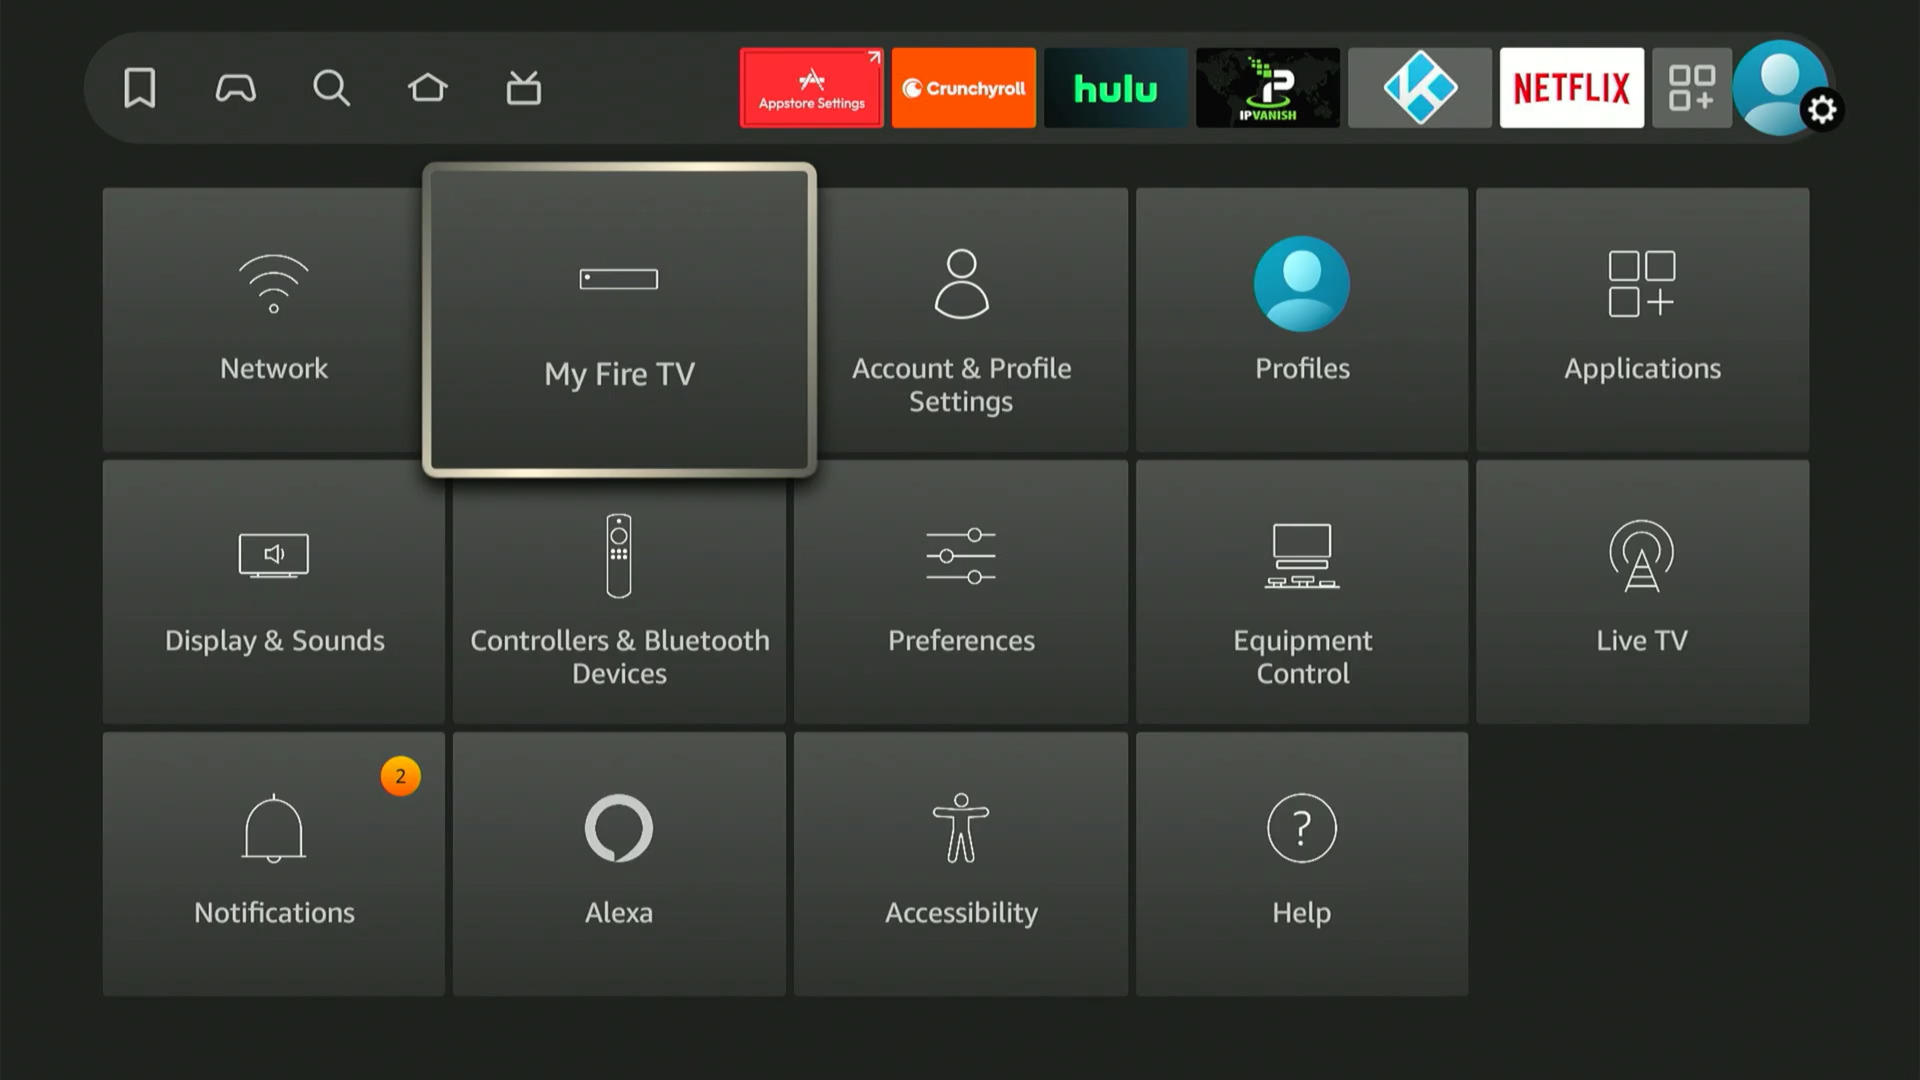 Appstore Settings
Crunchyroll
hulu
IPVANISH
NETFLIX
Network
My Fire TV
Account & Profile
Settings
Profiles
Applications
Display & Sounds
Controllers & Bluetooth
Devices
Preferences
Equipment
Control
Live TV
2
Notifications
Alexa
Accessibility
?
Help